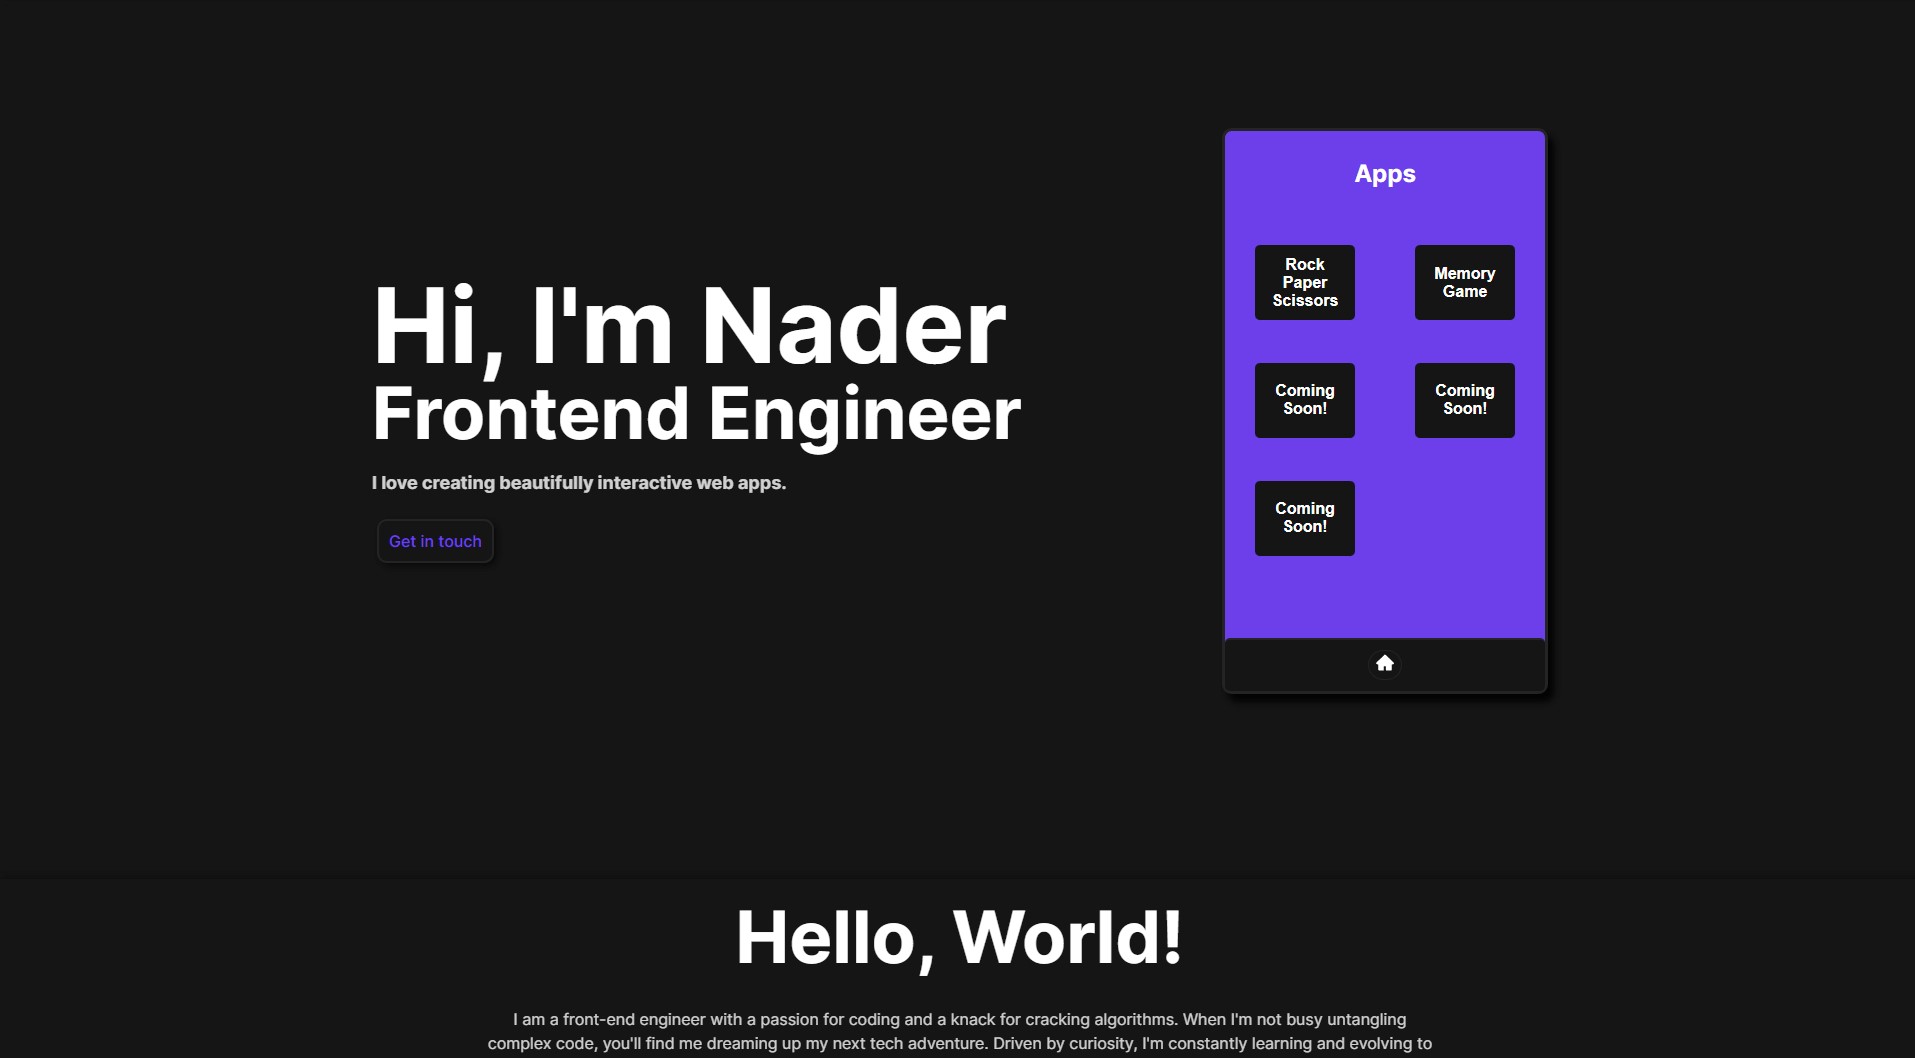 Hi, I'm Nader
Frontend Engineer
I love creating beautifully interactive web apps.
Get in touch
Apps
Rock
Paper
Scissors
Memory
Game
Coming
Soon!
Coming
Soon!
Coming
Soon!
Hello, World!
I am a front-end engineer with a passion for coding and a knack for cracking algorithms. When I'm not busy untangling
complex code, you'll find me dreaming up my next tech adventure. Driven by curiosity, I'm constantly learning and evolving to